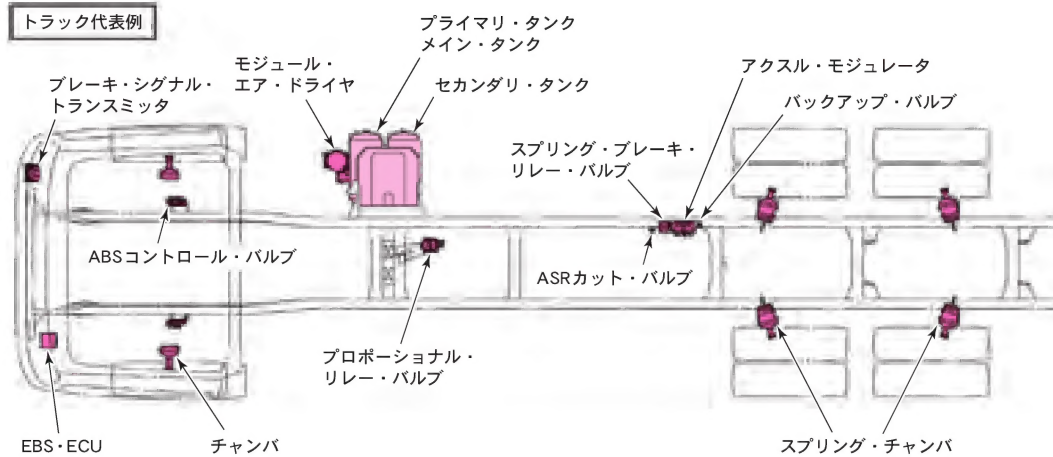 トラック代表例
プライマリ・タンク
メイン・タンク
モジュール・
エア・ドライヤ
セカンダリ・タンク
アクスル・モジュレータ
ブレーキ・シグナル・
トランスミッタ
バックアップ・バルブ
スプリング・ブレーキ・
リレー・バルブ
ABSコントロール・バルブ
ASRカット・バルブ
プロポーショナル・
リレー・バルブ
EBS・ECU
チャンバ
スプリング・チャンバ